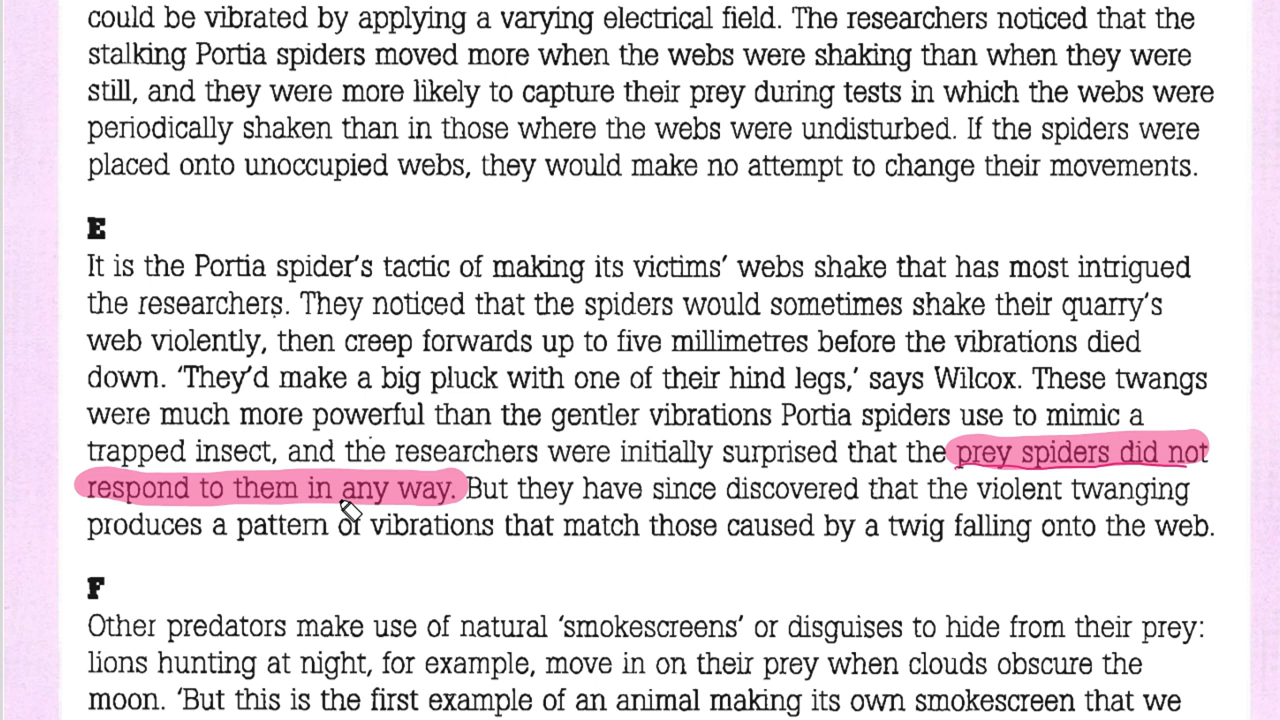 could be vibrated by applying a varying electrical field. The researchers noticed that the
stalking Portia spiders moved more when the webs were shaking than when they were
still, and they were more likely to capture their prey during tests in which the webs were
periodically shaken than in those where the webs were undisturbed. If the spiders were
placed onto unoccupied webs, they would make no attempt to change their movements.
E
It is the Portia spider's tactic of making its victims' webs shake that has most intrigued
the researchers. They noticed that the spiders would sometimes shake their quarry's
web violently, then creep forwards up to five millimetres before the vibrations died
down. 'They'd make a big pluck with one of their hind legs,' says Wilcox. These twangs
were much more powerful than the gentler vibrations Portia spiders use to mimic a
trapped insect, and the researchers were initially surprised that the prey spiders did not
respond to them in any way. But they have since discovered that the violent twanging
produces a pattern of vibrations that match those caused by a twig falling onto the web.
F
Other predators make use of natural 'smokescreens' or disguises to hide from their prey:
lions hunting at night, for example, move in on their prey when clouds obscure the
moon. 'But this is the first example of an animal making its own smokescreen that we